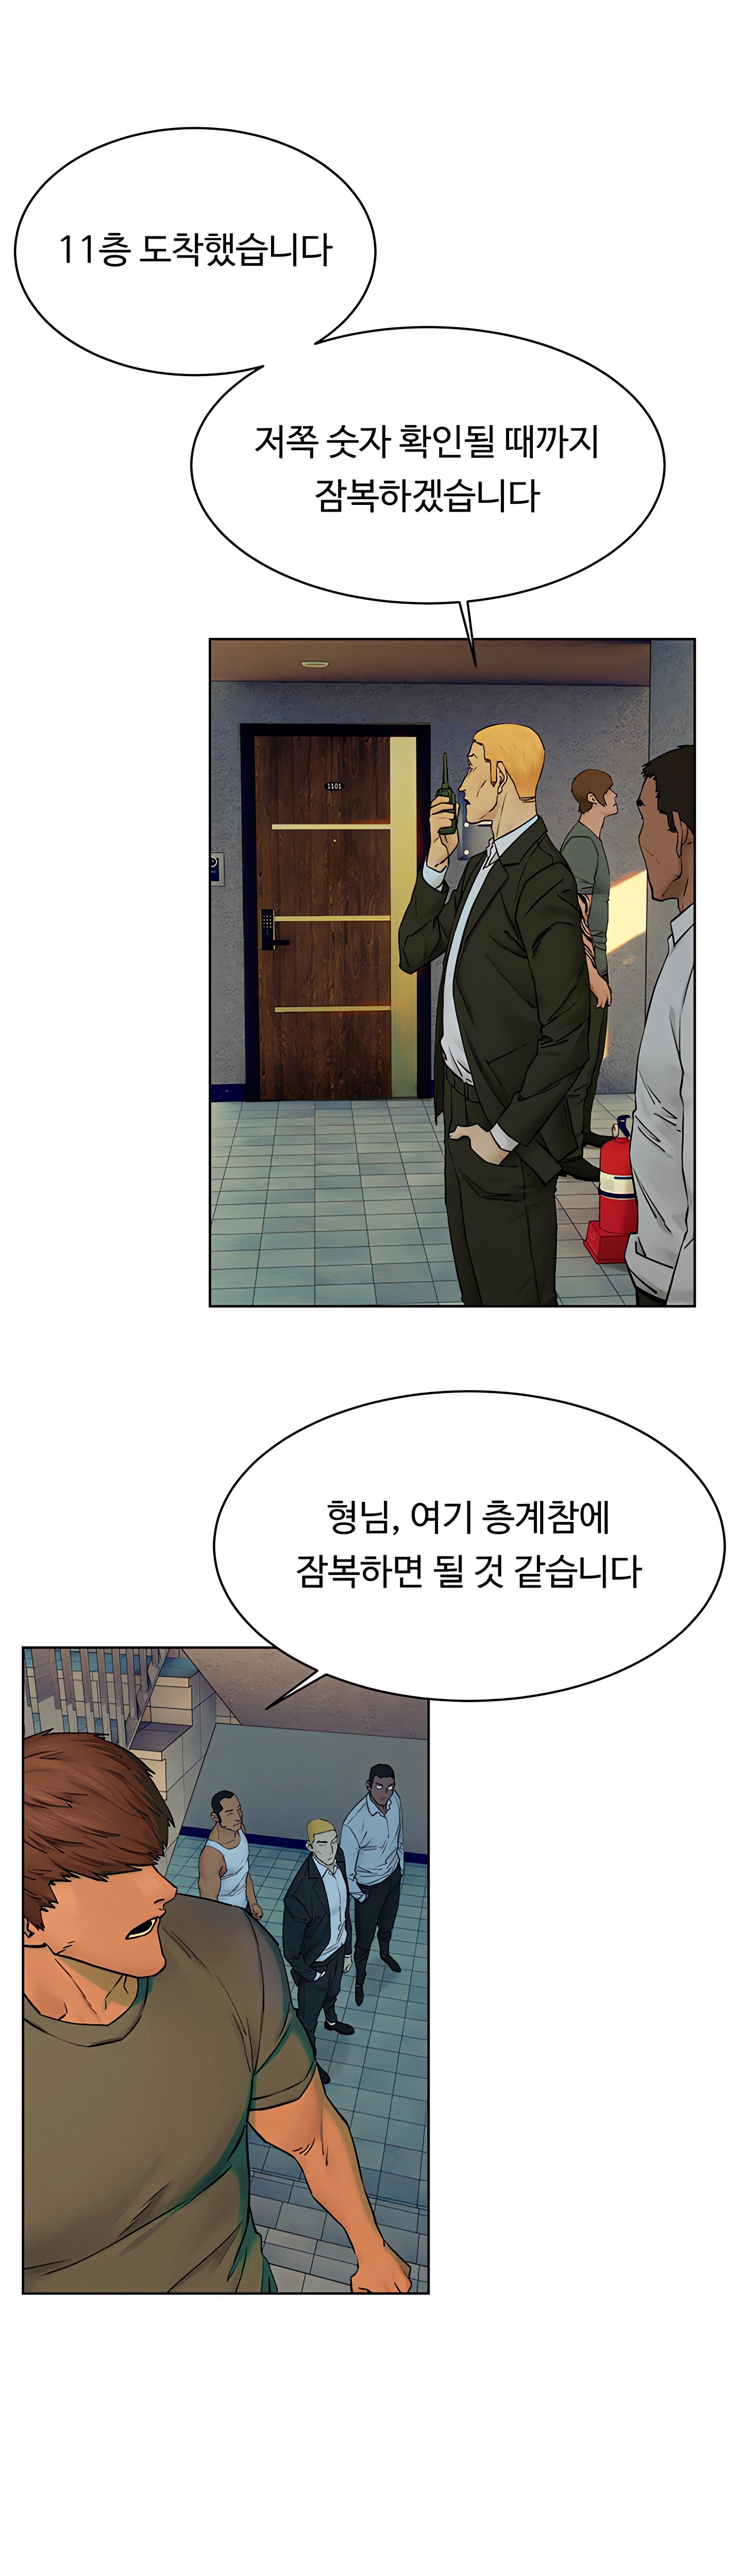 11층 도착했습니다
저쪽 숫자 확인될 때까지
잠복하겠습니다
1101
형님, 여기 층계참에
잠복하면 될 것 같습니다